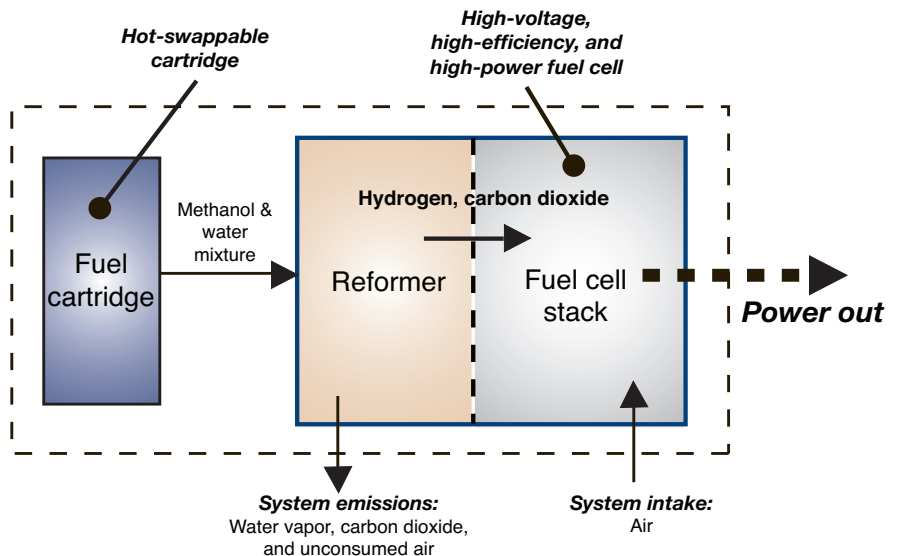 Hot-swappable
cartridge
High-voltage,
high-efficiency, and
high-power fuel cell
Methanol &
water
mixture
Hydrogen, carbon dioxide
Fuel
cartridge
Reformer
Fuel cell
stack
Power out
System emissions:
Water vapor, carbon dioxide,
and unconsumed air
System intake:
Air